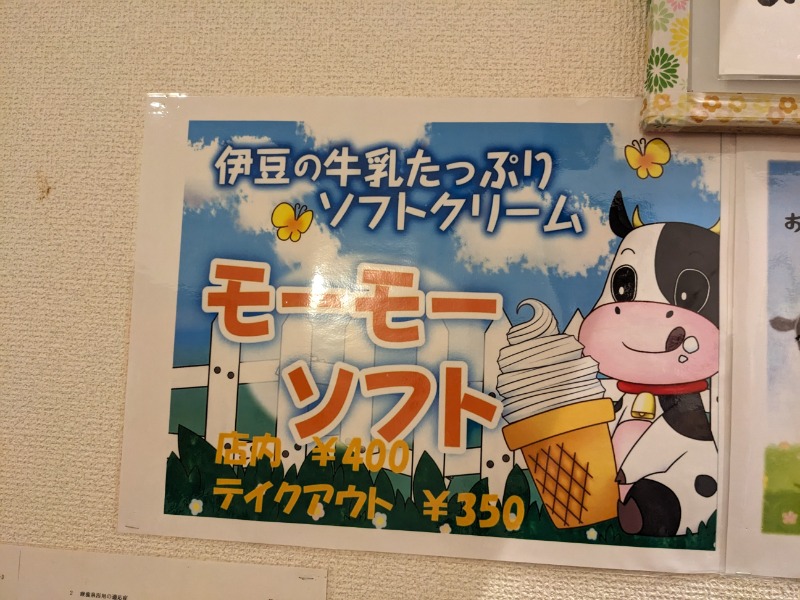 伊豆の牛乳たっぷり
ソフトクリーム
モーモー
ソフト
店内 ￥400
テイクアウト ￥350
お